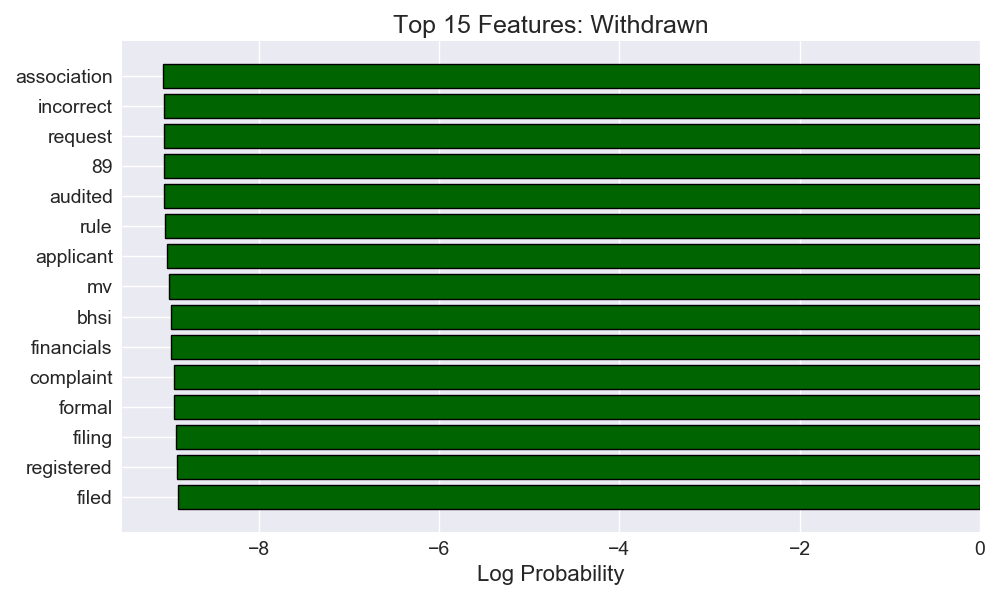 Top 15 Features: Withdrawn
association
incorrect
request
89
audited
rule
applicant
mv
bhsi
financials
complaint
formal
filing
registered
filed
−8 −6 −4 −2 0
Log Probability